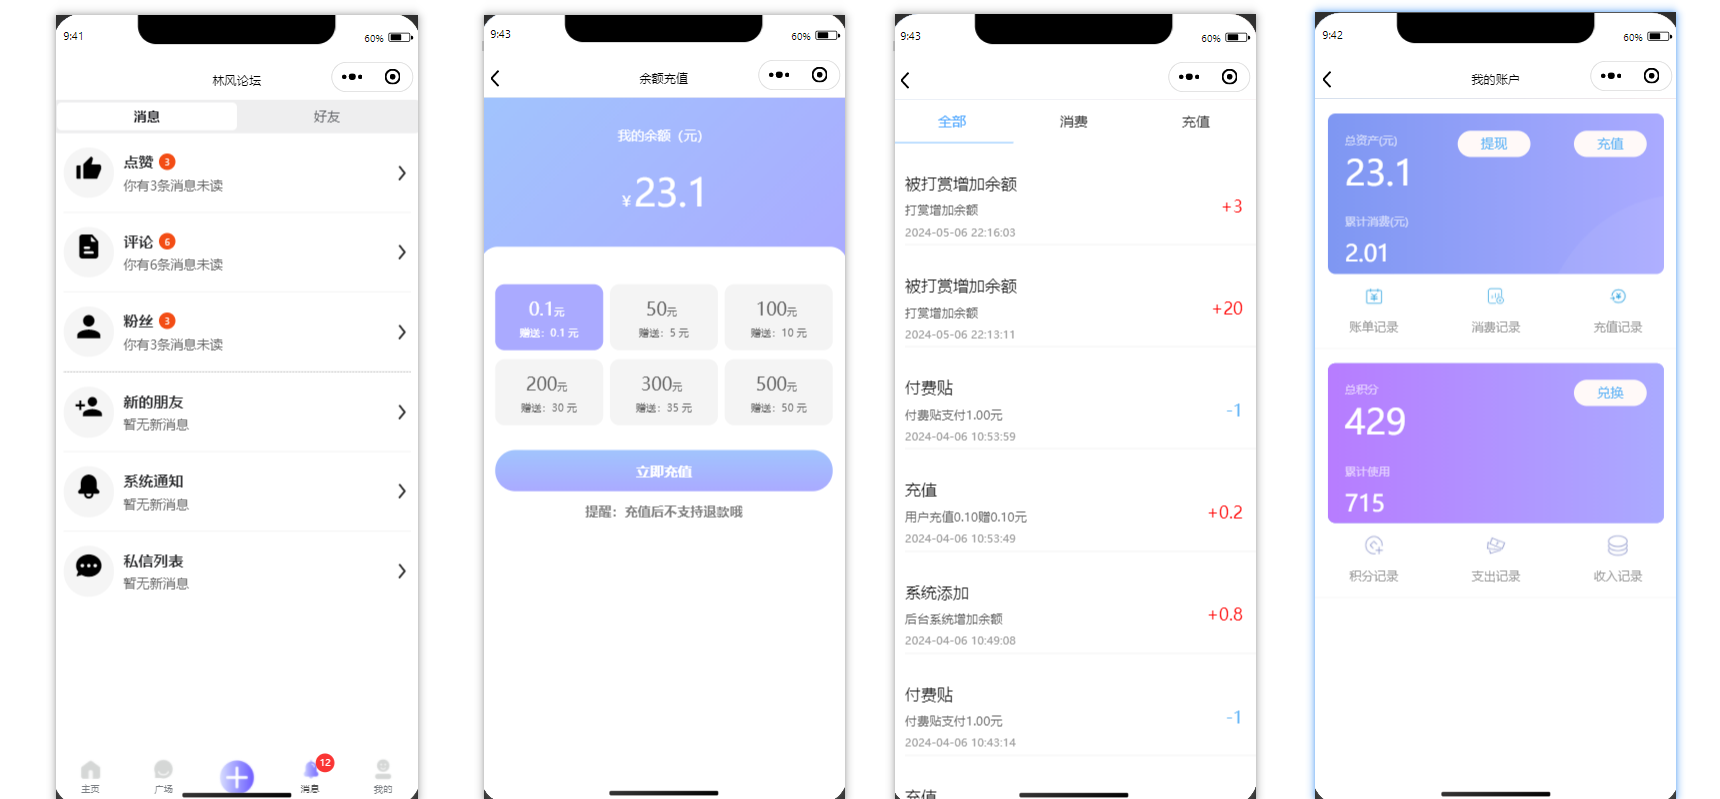 9:41
60%
林风论坛
消息
好友
点赞 3
你有3条消息未读
评论 6
你有6条消息未读
粉丝 3
你有3条消息未读
新的朋友
暂无新消息
系统通知
暂无新消息
私信列表
暂无新消息
12
主页
广场
消息
我的
9:43
60%
余额充值
我的余额（元）
¥23.1
0.1元
赠送：0.1 元
50元
赠送：5 元
100元
赠送：10 元
200元
赠送：30 元
300元
赠送：35 元
500元
赠送：50 元
立即充值
提醒：充值后不支持退款哦
9:43
60%
全部
消费
充值
被打赏增加余额
打赏增加余额
+3
2024-05-06 22:16:03
被打赏增加余额
打赏增加余额
+20
2024-05-06 22:13:11
付费贴
付费贴支付1.00元
-1
2024-04-06 10:53:59
充值
用户充值0.10赠0.10元
+0.2
2024-04-06 10:53:49
系统添加
后台系统增加余额
+0.8
2024-04-06 10:49:08
付费贴
付费贴支付1.00元
-1
2024-04-06 10:43:14
充值
9:42
60%
我的账户
总资产(元)
提现
充值
23.1
累计消费(元)
2.01
账单记录
消费记录
充值记录
总积分
兑换
429
累计使用
715
积分记录
支出记录
收入记录